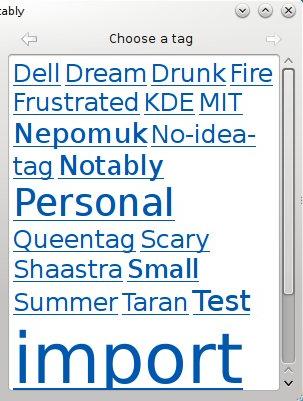 tably
Choose a tag
Dell Dream Drunk Fire
Frustrated KDE MIT
Nepomuk No-idea-
tag Notably
Personal
Queentag Scary
Shaastra Small
Summer Taran Test
import